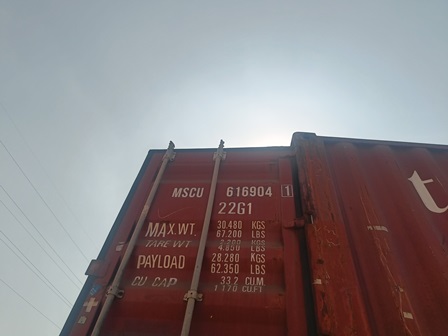 MSCU 616904 1
22G1
MAX.WT. 30.480 KGS
67.200 LBS
TARE WT 2.200 KGS
4.850 LBS
PAYLOAD 28.280 KGS
62.350 LBS
CU CAP 33.2 CU.M
1.170 CU.FT
t